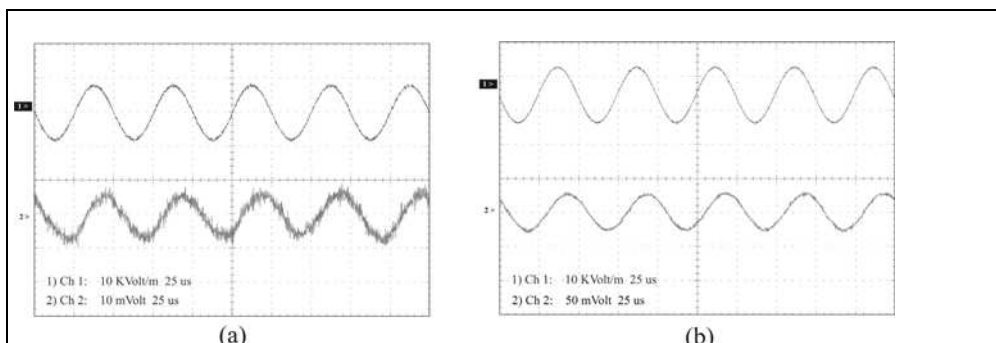 1>
2>
1) Ch 1: 10 KVolt/m 25 us
2) Ch 2: 10 mVolt 25 us
(a)
1>
2>
1) Ch 1: 10 KVolt/m 25 us
2) Ch 2: 50 mVolt 25 us
(b)